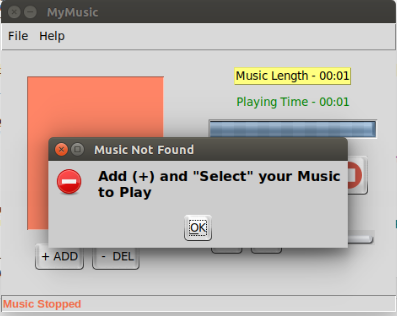 MyMusic
File Help
Music Length - 00:01
Playing Time - 00:01
Music Not Found
Add (+) and "Select" your Music
to Play
OK
+ ADD
- DEL
Music Stopped